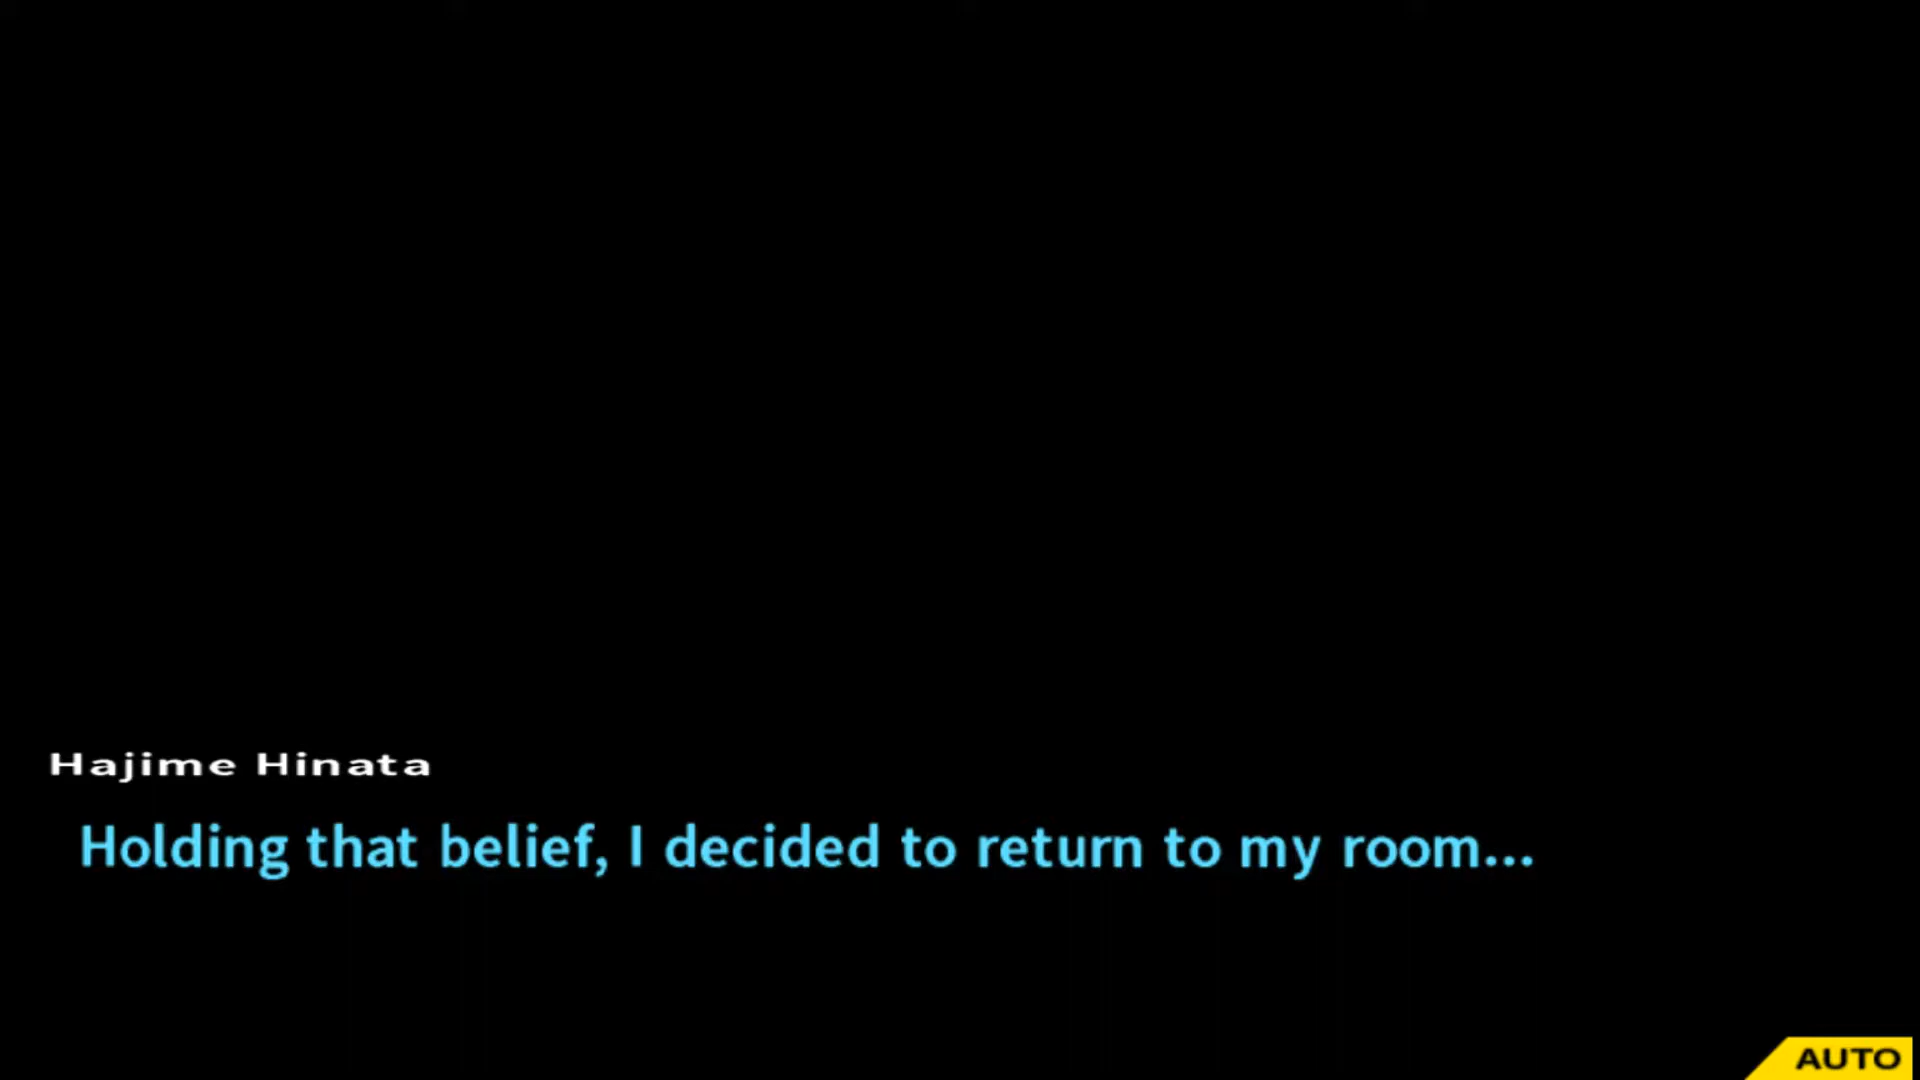 Hajime Hinata
Holding that belief, I decided to return to my room...
AUTO